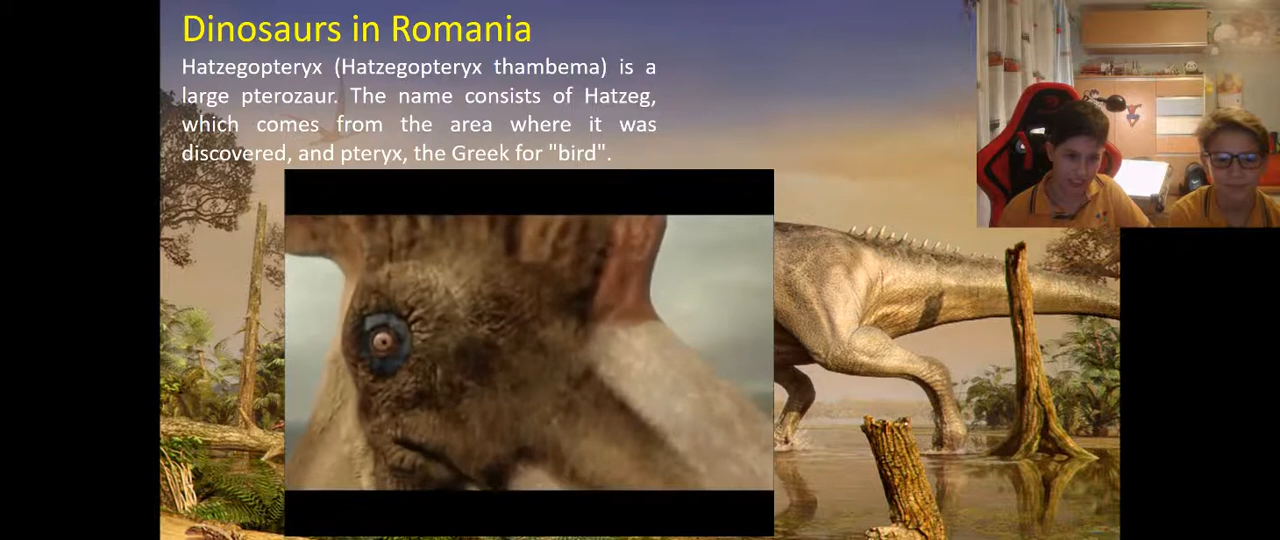 Dinosaurs in Romania
Hatzegopteryx (Hatzegopteryx thambema) is a
large pterozaur. The name consists of Hatzeg,
which comes from the area where it was
discovered, and pteryx, the Greek for "bird".